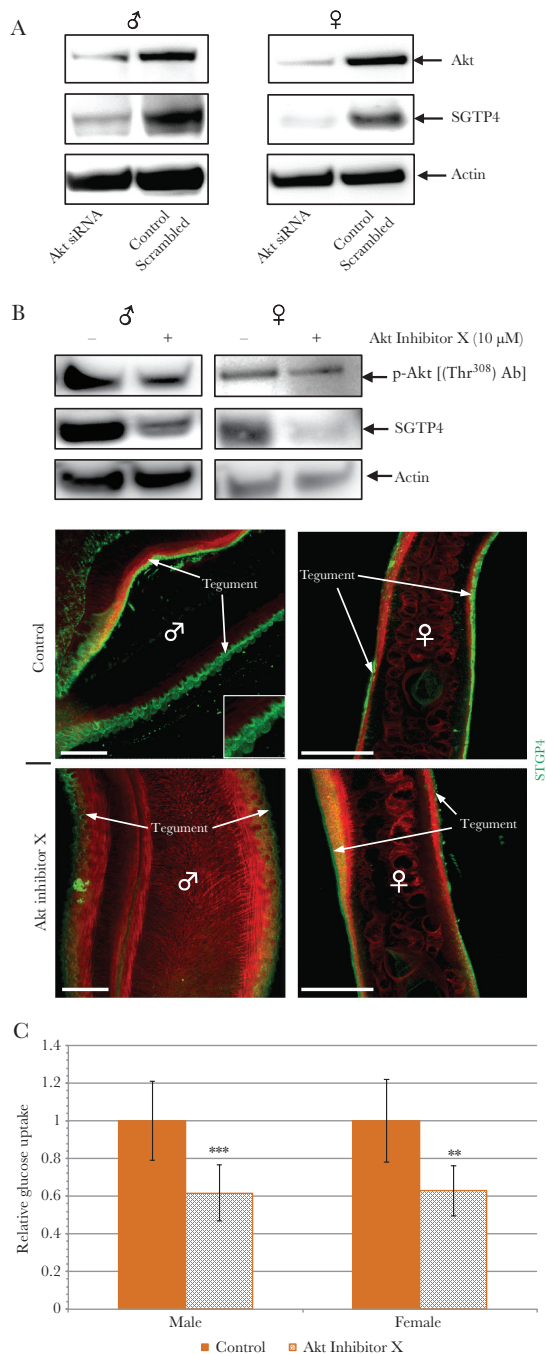 A
♂ ♀
Akt
SGTP4
Actin
Akt siRNA
Control
Scrambled
Akt siRNA
Control
Scrambled
B
♂ ♀
– + – + Akt Inhibitor X (10 μM)
p-Akt [(Thr308) Ab]
SGTP4
Actin
Control
Tegument
♂
Tegument
♀
STGP4
Akt inhibitor X
Tegument
♂
Tegument
♀
C
Relative glucose uptake
1.4
1.2
1
0.8
0.6
0.4
0.2
0
***
**
Male Female
Control Akt Inhibitor X